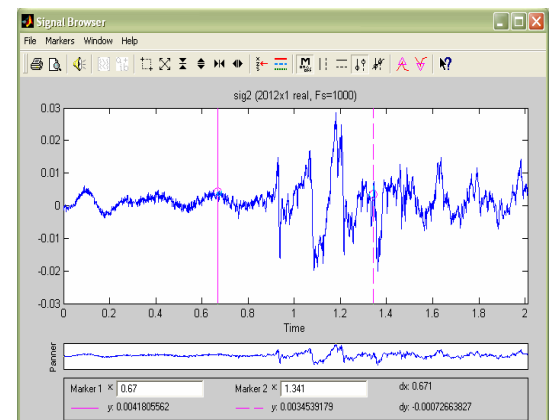 Signal Browser
File Markers Window Help
sig2 (2012x1 real, Fs=1000)
0.03
0.02
0.01
0
-0.01
-0.02
-0.03
0 0.2 0.4 0.6 0.8 1 1.2 1.4 1.6 1.8 2
Time
Panner
Marker 1 x: 0.67 Marker 2 x: 1.341 dx: 0.671
y: 0.0041805562 y: 0.0034539179 dy: -0.00072663827